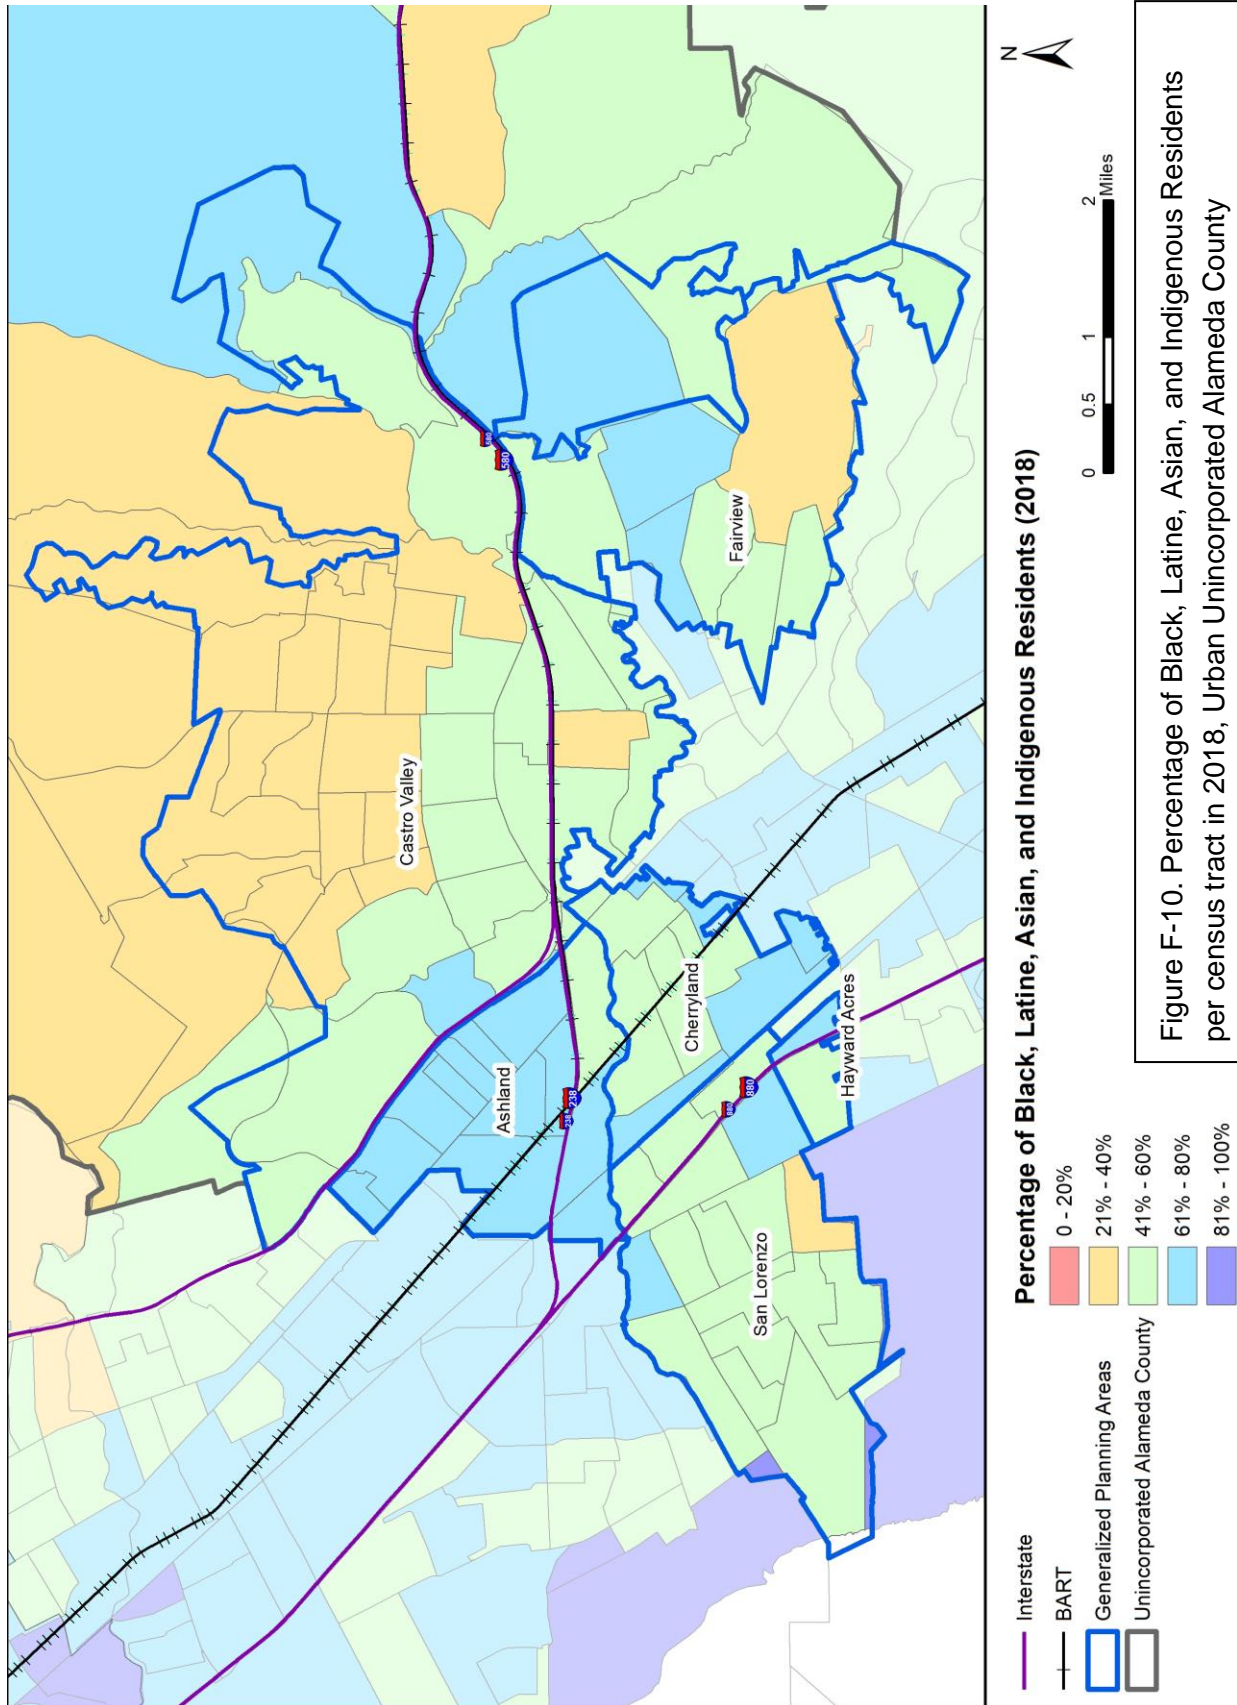 Castro Valley
Ashland
Fairview
Cherryland
Hayward Acres
San Lorenzo
580
580
238
238
880
880
Percentage of Black, Latine, Asian, and Indigenous Residents (2018)
Interstate
BART
Generalized Planning Areas
Unincorporated Alameda County
0 - 20%
21% - 40%
41% - 60%
61% - 80%
81% - 100%
0 0.5 1 2
Miles
N
Figure F-10. Percentage of Black, Latine, Asian, and Indigenous Residents
per census tract in 2018, Urban Unincorporated Alameda County